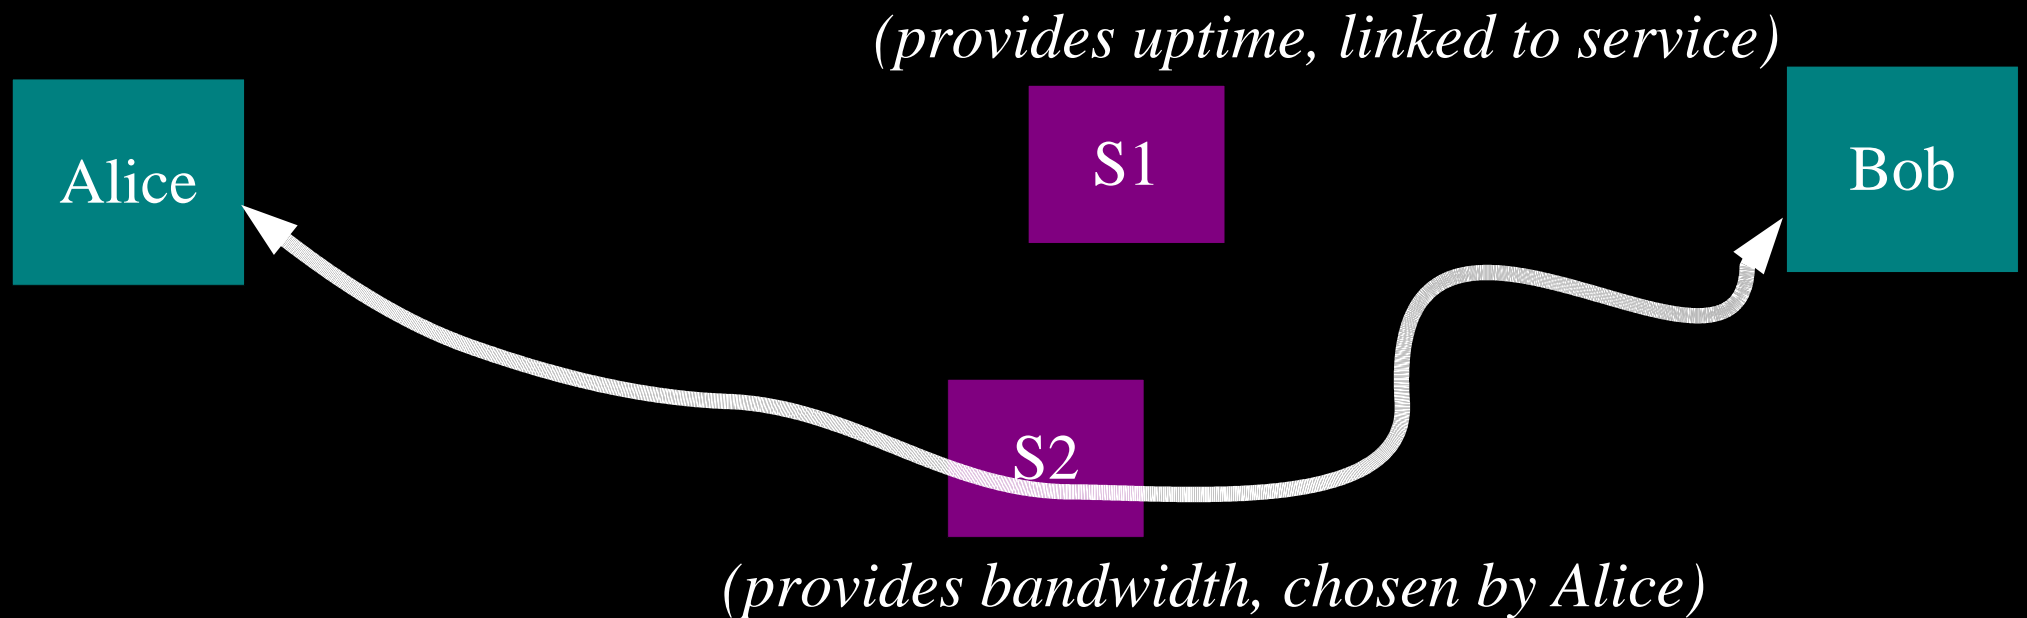 (provides uptime, linked to service)
Alice
S1
Bob
S2
(provides bandwidth, chosen by Alice)